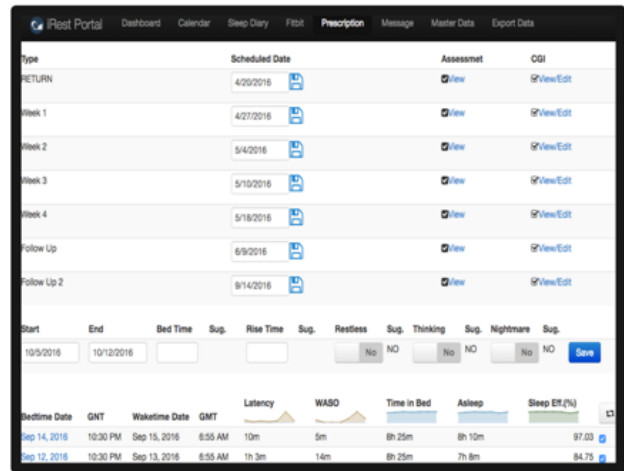 iRest Portal Dashboard Calendar Sleep Diary Fitbit Prescription Message Master Data Export Data
Type Scheduled Date Assessmet CGI
RETURN 4/20/2016 View View/Edit
Week 1 4/27/2016 View View/Edit
Week 2 5/4/2016 View View/Edit
Week 3 5/10/2016 View View/Edit
Week 4 5/18/2016 View View/Edit
Follow Up 6/9/2016 View View/Edit
Follow Up 2 9/14/2016 View View/Edit
Start End Bed Time Sug. Rise Time Sug. Restless Sug. Thinking Sug. Nightmare Sug.
10/5/2016 10/12/2016 No NO No NO No NO Save
Latency WASO Time in Bed Asleep Sleep Eff.(%)
Bedtime Date GNT Waketime Date GMT
Sep 14, 2016 10:30 PM Sep 15, 2016 6:55 AM 10m 5m 8h 25m 8h 10m 97.03
Sep 12, 2016 10:30 PM Sep 13, 2016 6:55 AM 1h 3m 14m 8h 25m 7h 8m 84.75